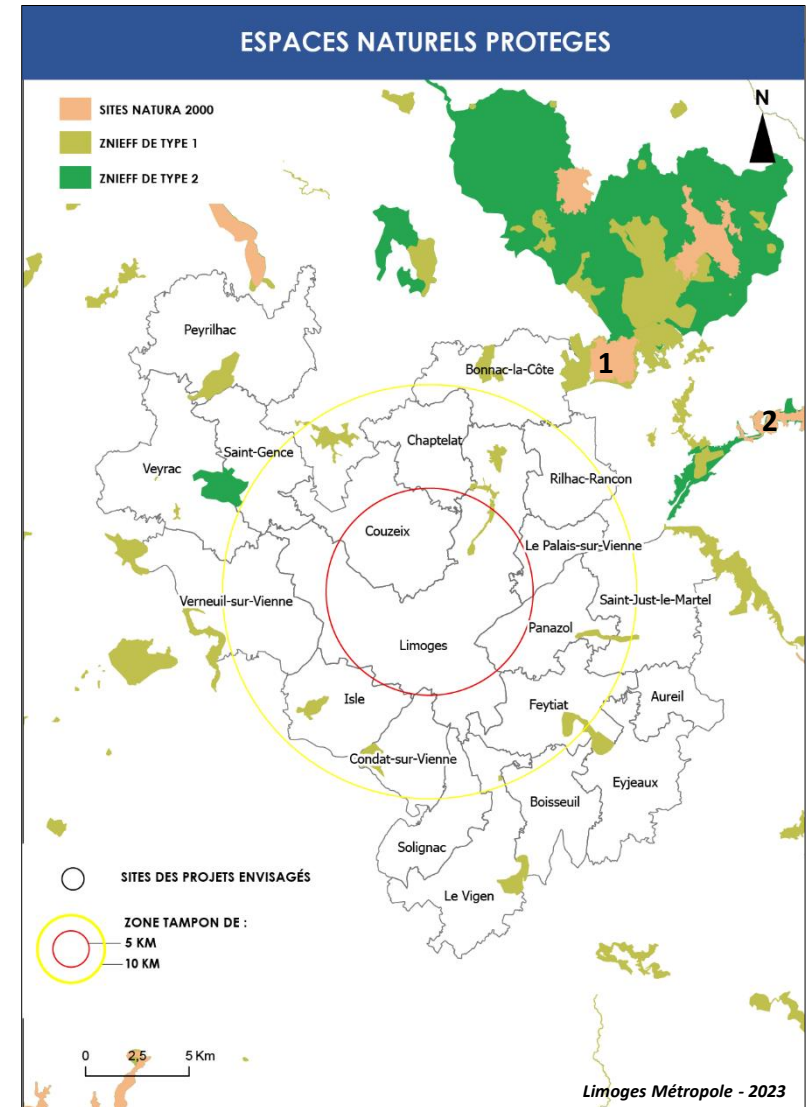 ESPACES NATURELS PROTEGES
SITES NATURA 2000
ZNIEFF DE TYPE 1
ZNIEFF DE TYPE 2
N
Peyrilhac
Bonnac-la-Côte
1
2
Chaptelat
Saint-Gence
Veyrac
Rilhac-Rancon
Couzeix
Le Palais-sur-Vienne
Verneuil-sur-Vienne
Saint-Just-le-Martel
Panazol
Limoges
Isle
Feytiat
Aureil
Condat-sur-Vienne
Eyjeaux
Boisseuil
Solignac
Le Vigen
SITES DES PROJETS ENVISAGÉS
ZONE TAMPON DE :
5 KM
10 KM
0 2,5 5 Km
Limoges Métropole - 2023